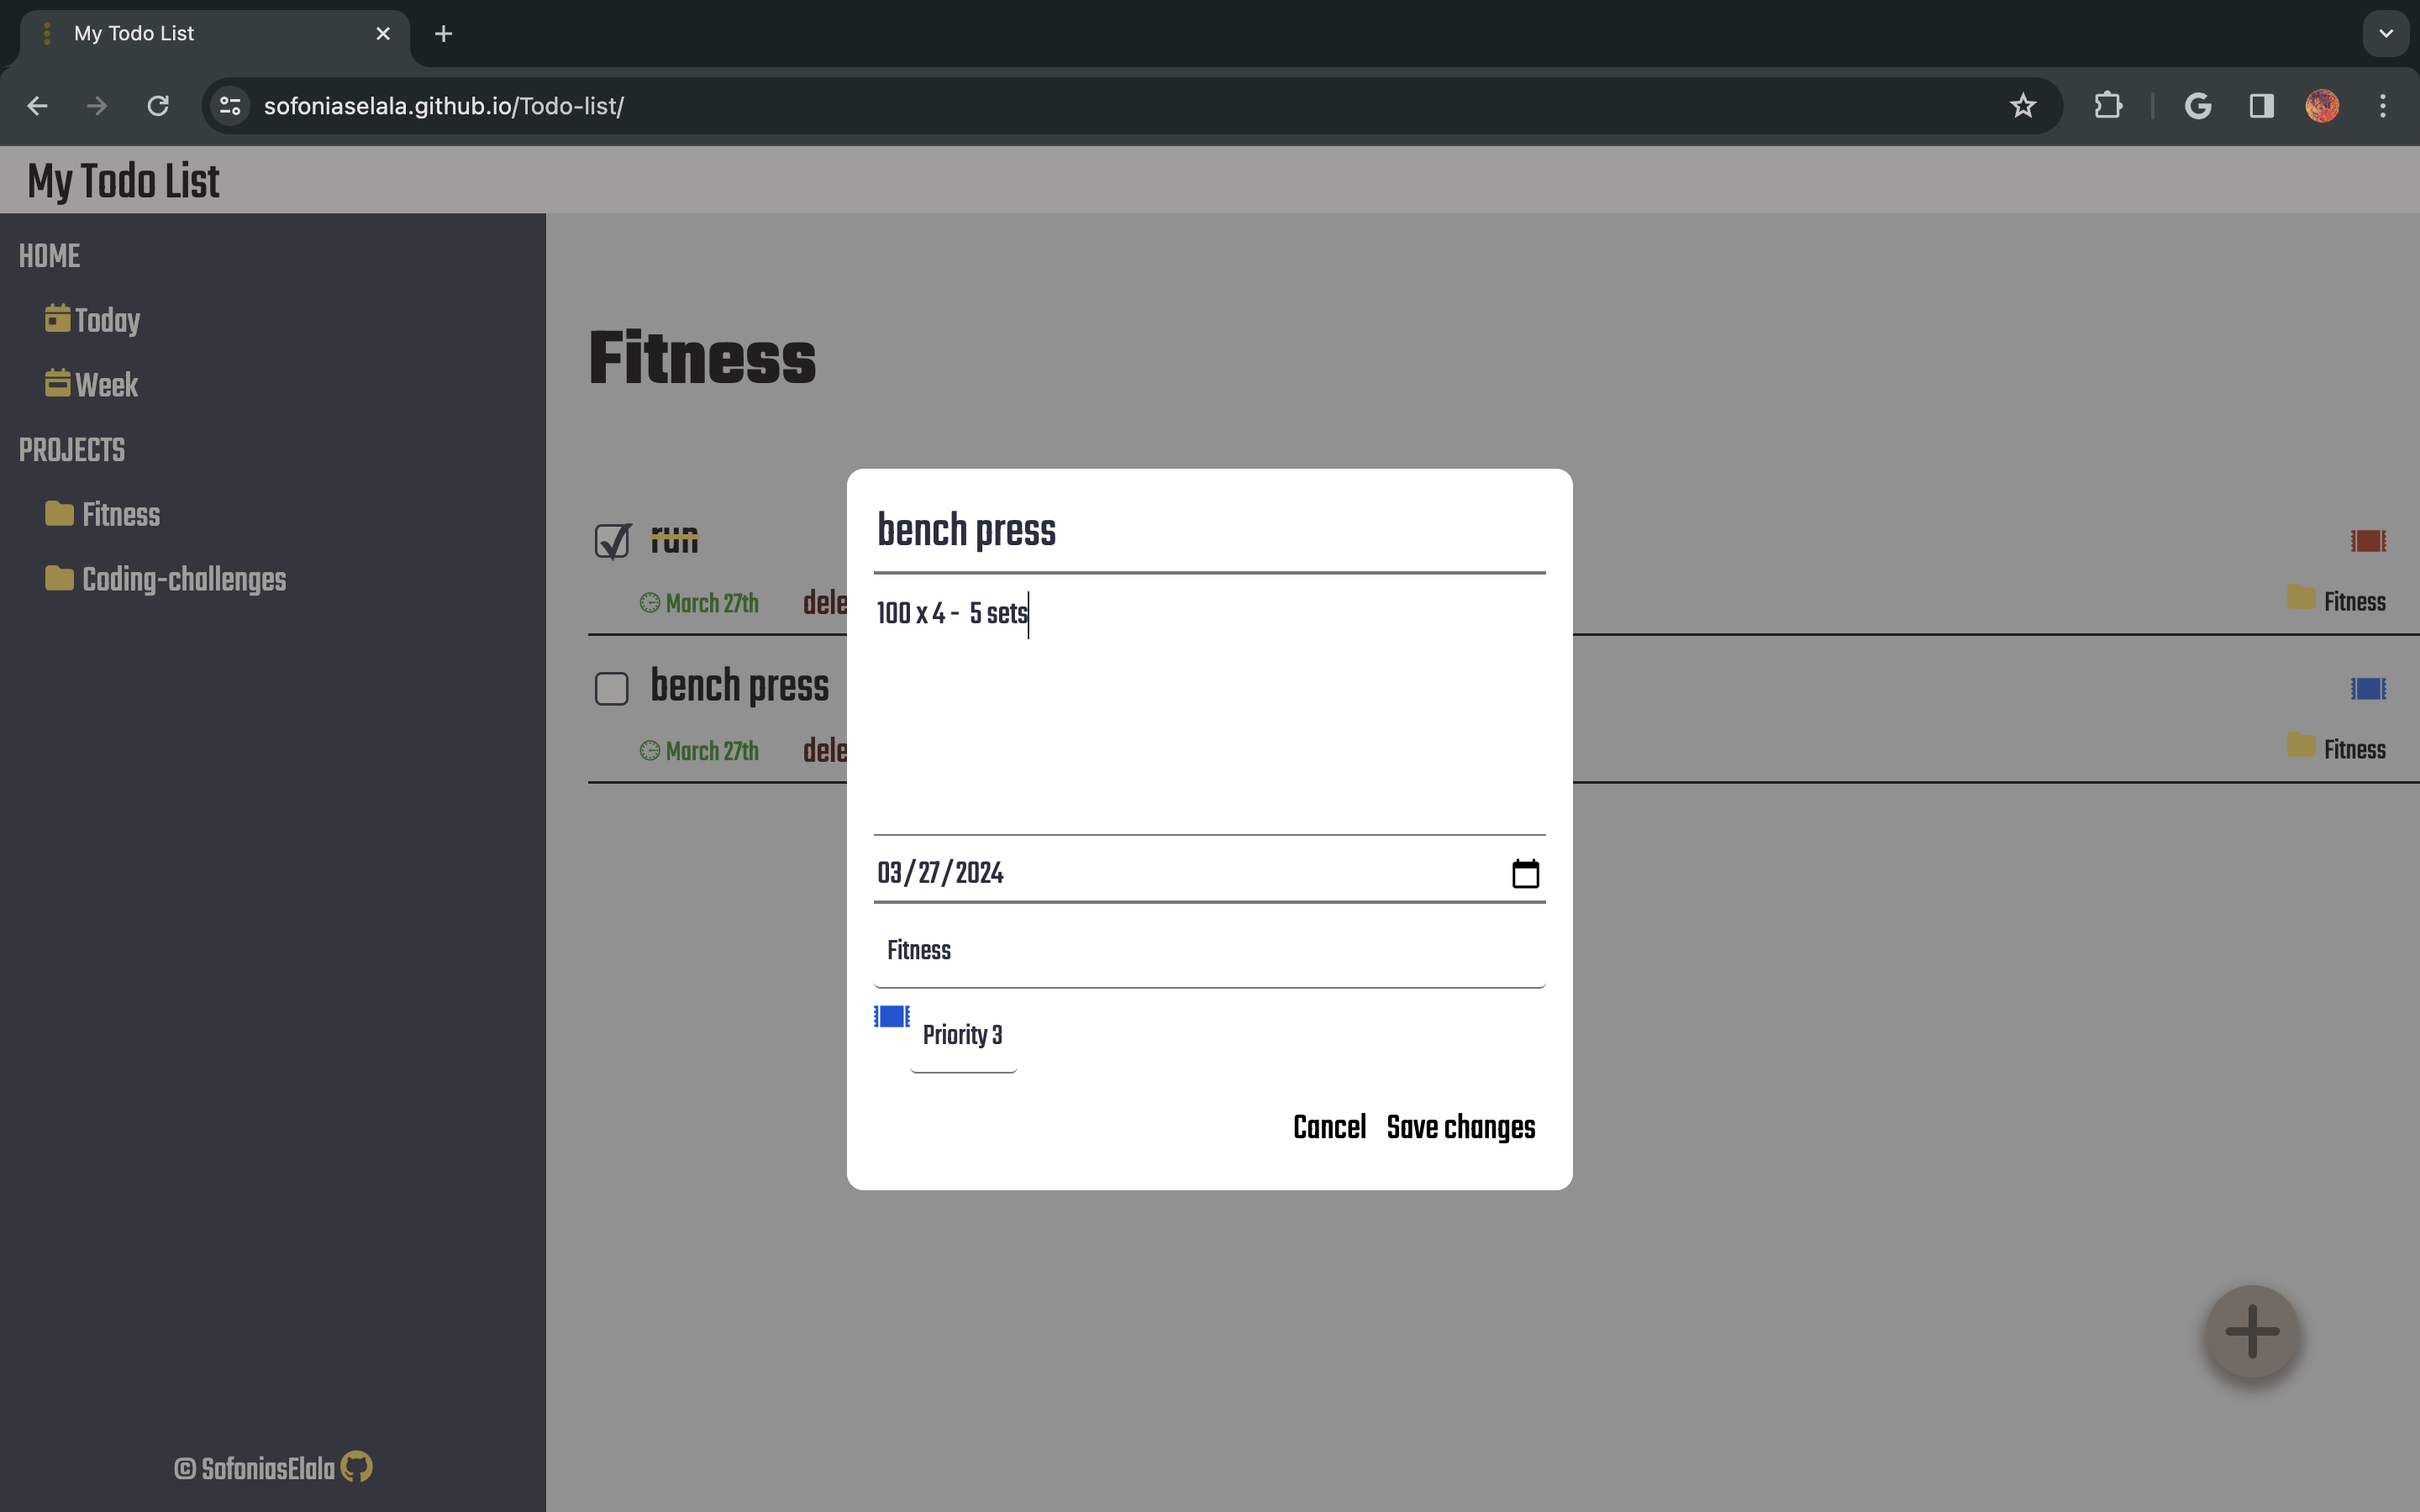 My Todo List
sofoniaselala.github.io/Todo-list/
My Todo List
HOME
Today
Week
PROJECTS
Fitness
Coding-challenges
© SofoniasElala
Fitness
run
March 27th dele
Fitness
bench press
March 27th dele
Fitness
bench press
100 x 4 -  5 sets
03/27/2024
Fitness
Priority 3
Cancel Save changes